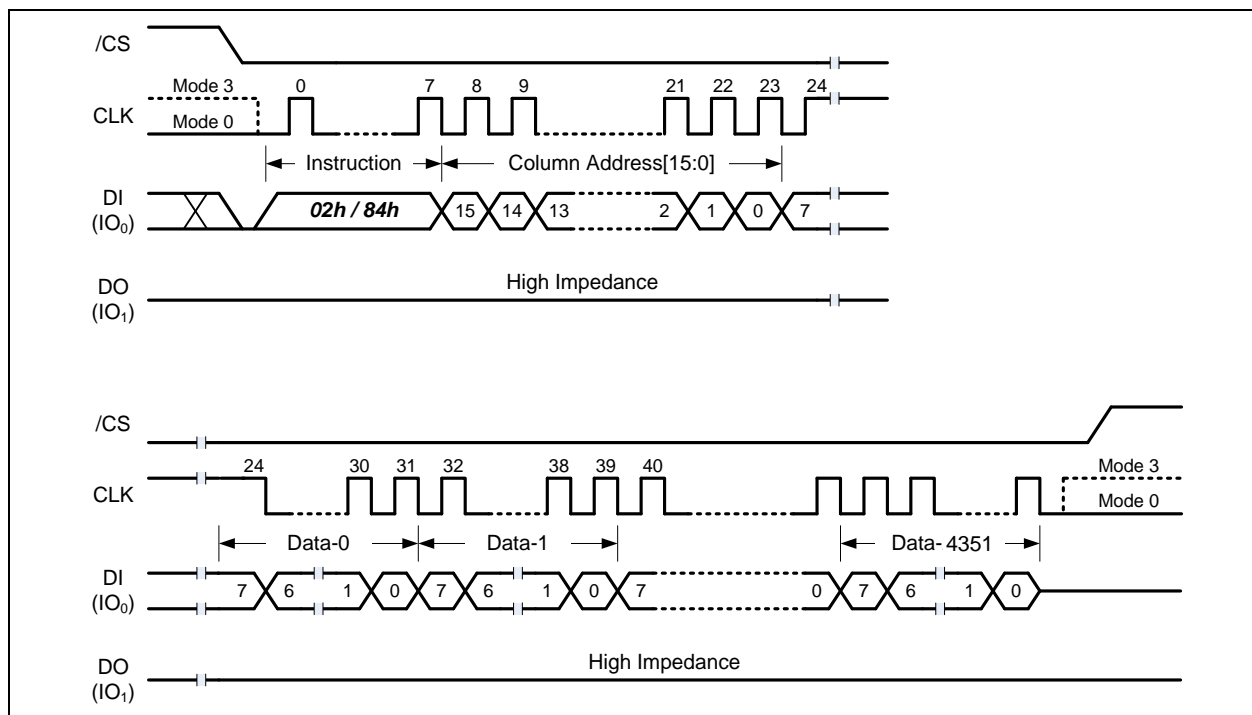 /CS
Mode 3 0 7 8 9 21 22 23 24
CLK
Mode 0
Instruction Column Address[15:0]
DI
(IO₀)
02h / 84h 15 14 13 2 1 0 7
DO
(IO₁)
High Impedance
/CS
24 30 31 32 38 39 40 Mode 3
CLK
Mode 0
Data-0 Data-1 Data- 4351
DI
(IO₀)
7 6 1 0 7 6 1 0 7 0 7 6 1 0
DO
(IO₁)
High Impedance